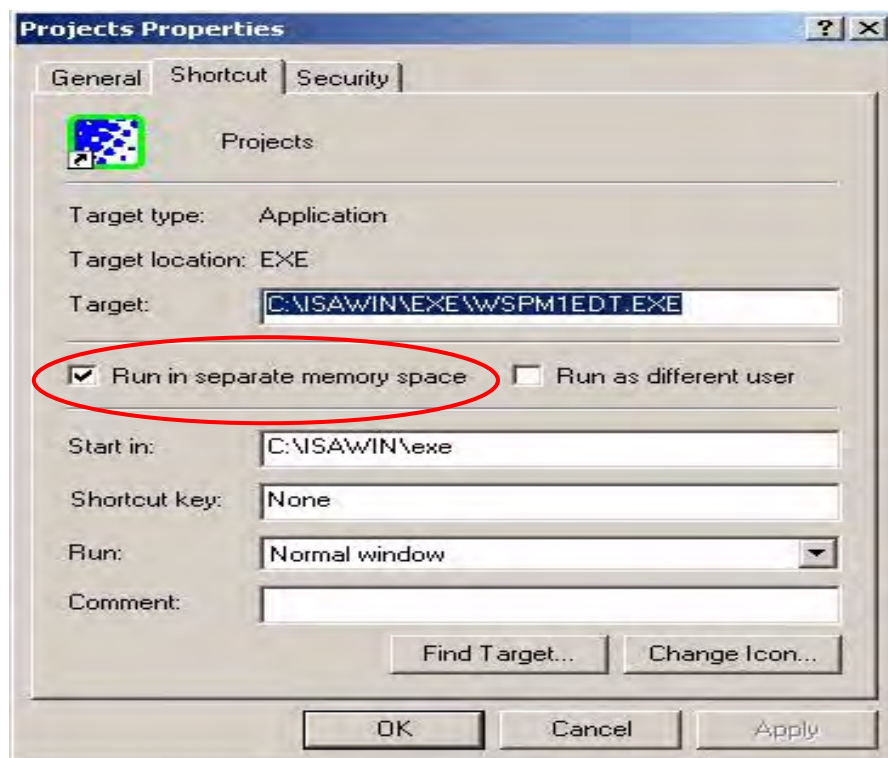 Projects Properties
General Shortcut Security
Projects
Target type: Application
Target location: EXE
Target: C:\ISAWIN\EXE\WSPM1EDT.EXE
Run in separate memory space Run as different user
Start in: C:\ISAWIN\exe
Shortcut key: None
Run: Normal window
Comment:
Find Target... Change Icon...
OK Cancel Apply